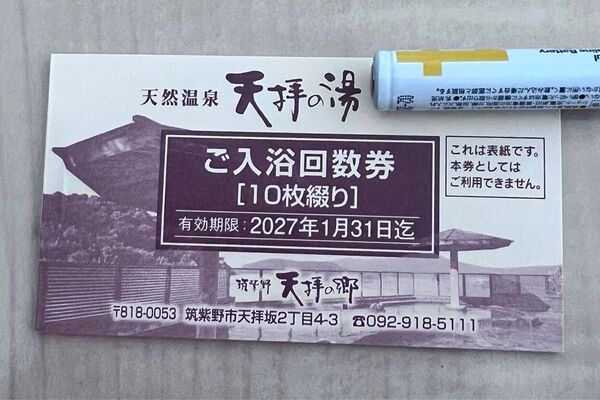 天然温泉 天拝の湯
ご入浴回数券
[10枚綴り]
有効期限：2027年1月31日迄
これは表紙です。
本券としては
ご利用できません。
筑紫野 天拝の郷
〒818-0053 筑紫野市天拝坂2丁目4-3 ☎092-918-5111